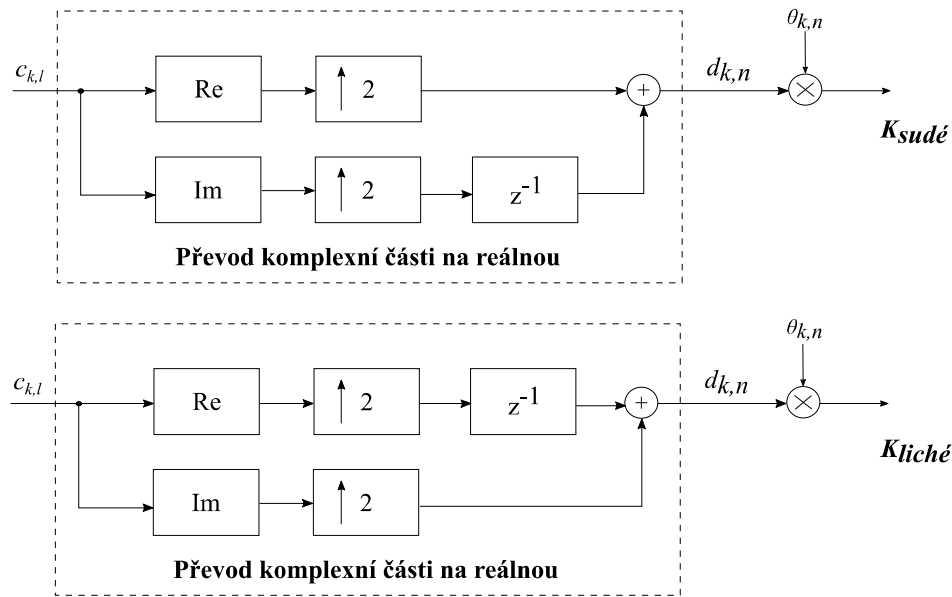 θk,n
ck,l
Re
↑ 2
+
dk,n
×
Ksudé
Im
↑ 2
z-1
Převod komplexní části na reálnou
θk,n
ck,l
Re
↑ 2
z-1
+
dk,n
×
Kliché
Im
↑ 2
Převod komplexní části na reálnou